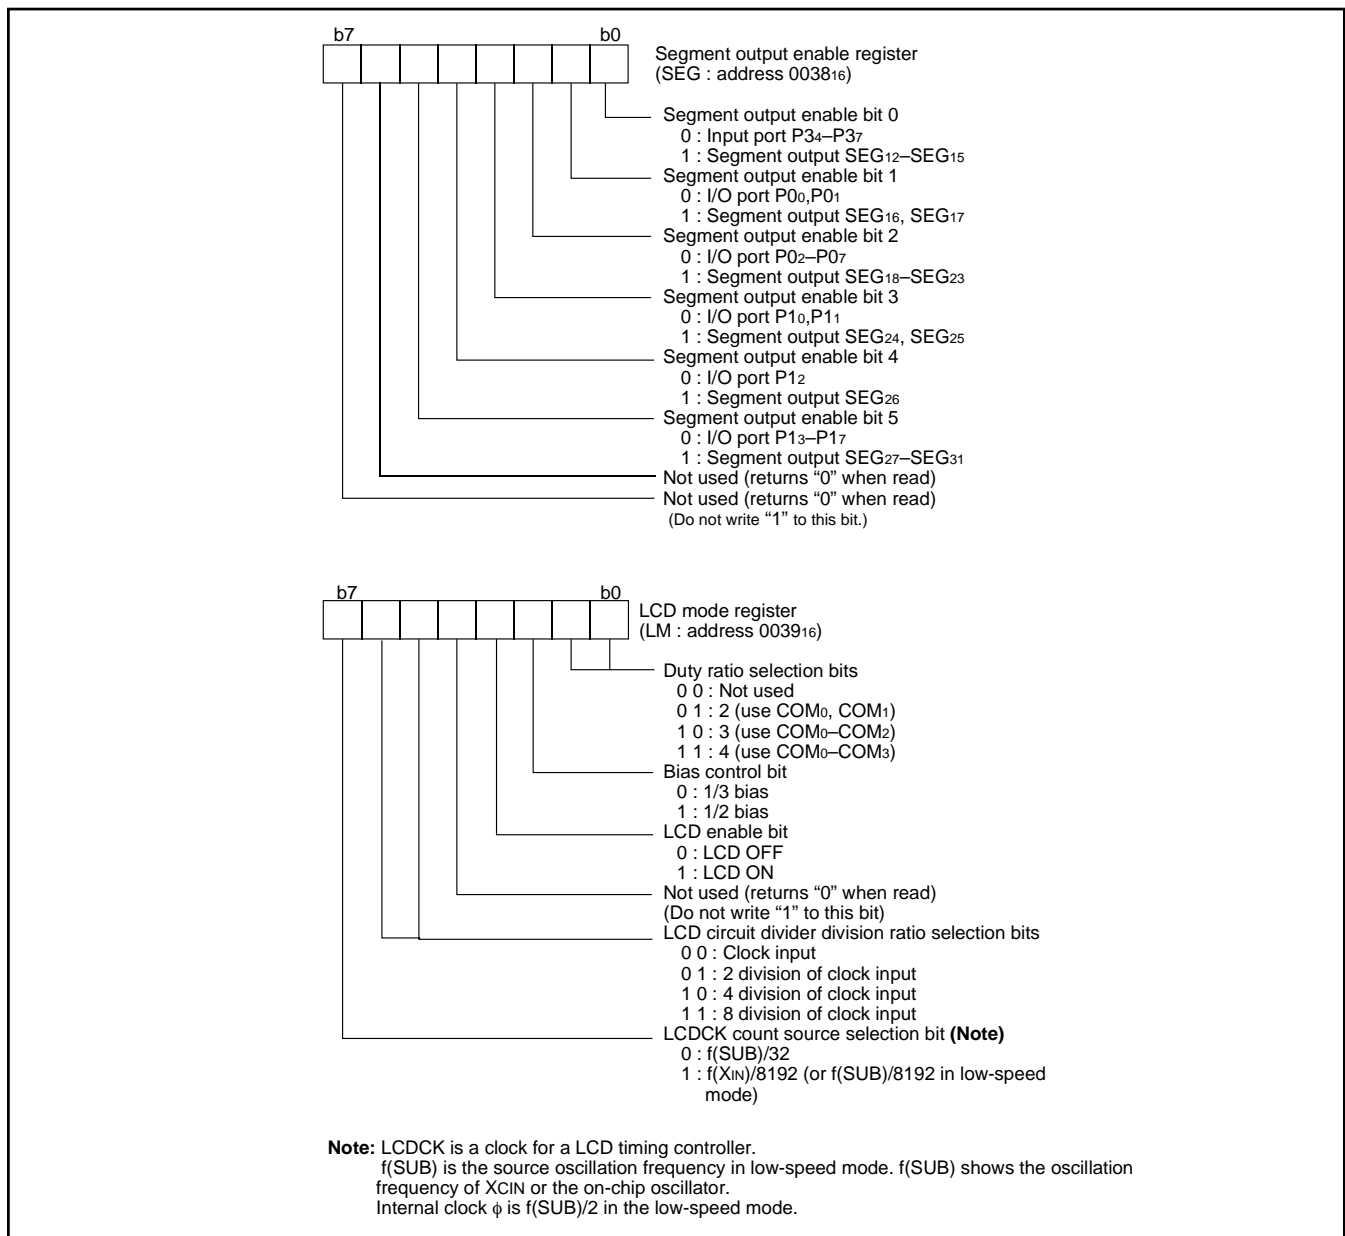 b7 b0
Segment output enable register
(SEG : address 003816)
Segment output enable bit 0
0 : Input port P34–P37
1 : Segment output SEG12–SEG15
Segment output enable bit 1
0 : I/O port P00,P01
1 : Segment output SEG16, SEG17
Segment output enable bit 2
0 : I/O port P02–P07
1 : Segment output SEG18–SEG23
Segment output enable bit 3
0 : I/O port P10,P11
1 : Segment output SEG24, SEG25
Segment output enable bit 4
0 : I/O port P12
1 : Segment output SEG26
Segment output enable bit 5
0 : I/O port P13–P17
1 : Segment output SEG27–SEG31
Not used (returns “0” when read)
Not used (returns “0” when read)
(Do not write “1” to this bit.)
b7 b0
LCD mode register
(LM : address 003916)
Duty ratio selection bits
0 0 : Not used
0 1 : 2 (use COM0, COM1)
1 0 : 3 (use COM0–COM2)
1 1 : 4 (use COM0–COM3)
Bias control bit
0 : 1/3 bias
1 : 1/2 bias
LCD enable bit
0 : LCD OFF
1 : LCD ON
Not used (returns “0” when read)
(Do not write “1” to this bit)
LCD circuit divider division ratio selection bits
0 0 : Clock input
0 1 : 2 division of clock input
1 0 : 4 division of clock input
1 1 : 8 division of clock input
LCDCK count source selection bit (Note)
0 : f(SUB)/32
1 : f(XIN)/8192 (or f(SUB)/8192 in low-speed
mode)
Note: LCDCK is a clock for a LCD timing controller.
f(SUB) is the source oscillation frequency in low-speed mode. f(SUB) shows the oscillation
frequency of XCIN or the on-chip oscillator.
Internal clock ϕ is f(SUB)/2 in the low-speed mode.